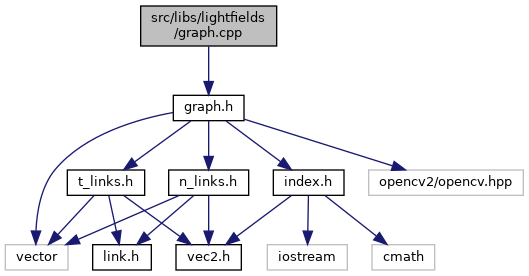 src/libs/lightfields
/graph.cpp
graph.h
t_links.h
n_links.h
index.h
opencv2/opencv.hpp
vector
link.h
vec2.h
iostream
cmath